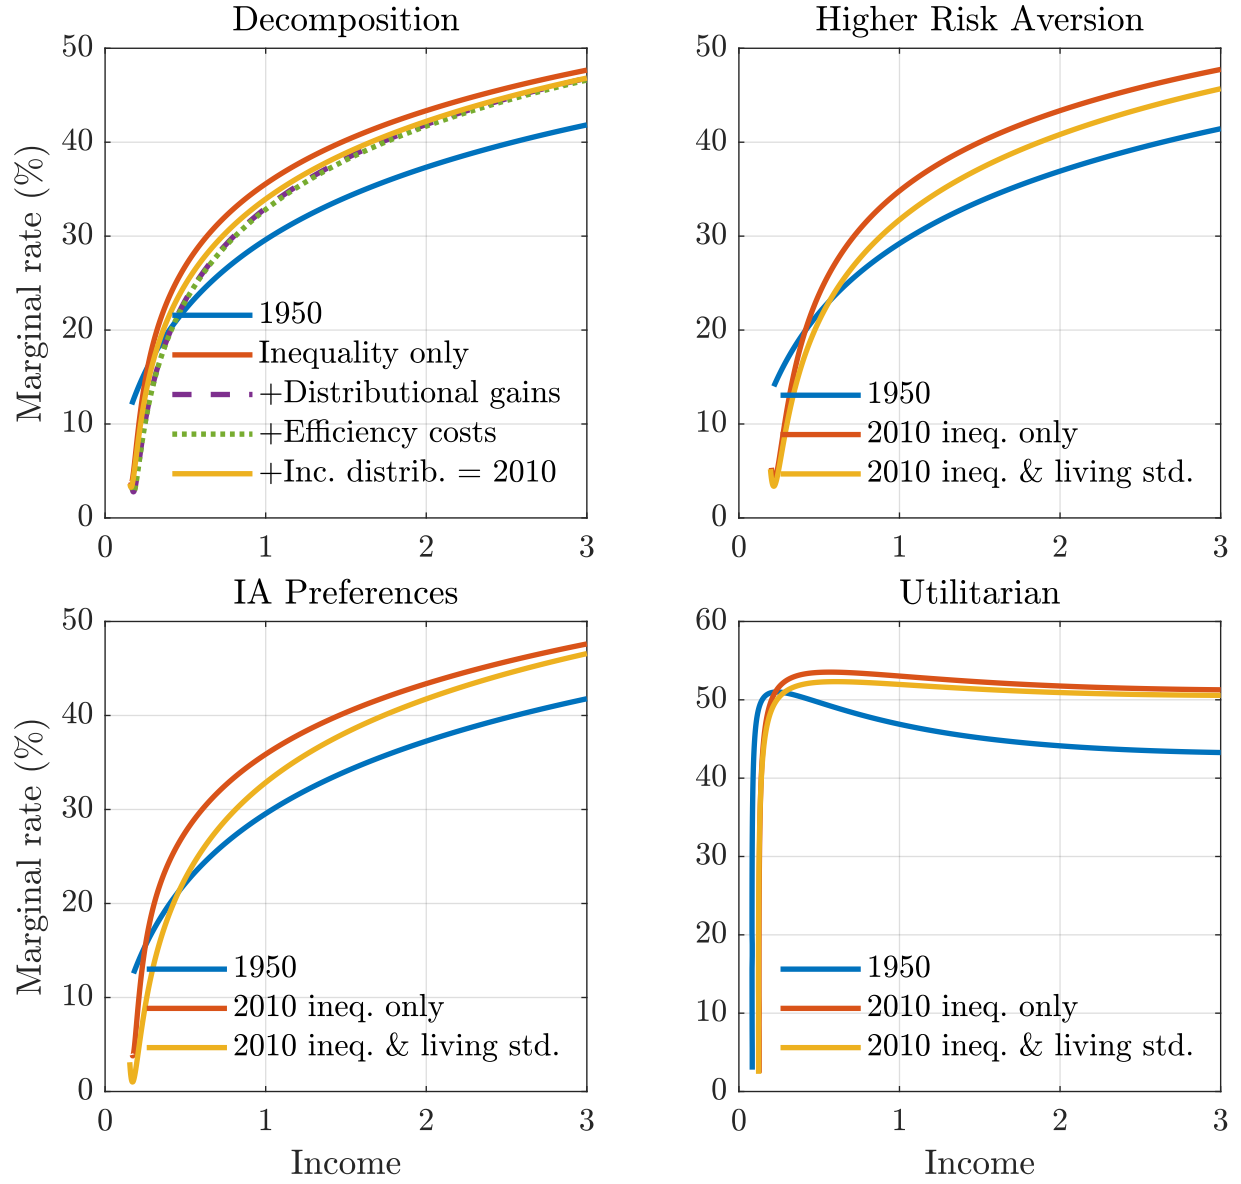 Decomposition
50
40
30
20
10
0
Marginal rate (%)
1950
Inequality only
+Distributional gains
+Efficiency costs
+Inc. distrib. = 2010
0 1 2 3
Higher Risk Aversion
50
40
30
20
10
0
1950
2010 ineq. only
2010 ineq. & living std.
0 1 2 3
IA Preferences
50
40
30
20
10
0
Marginal rate (%)
1950
2010 ineq. only
2010 ineq. & living std.
0 1 2 3
Income
Utilitarian
60
50
40
30
20
10
0
1950
2010 ineq. only
2010 ineq. & living std.
0 1 2 3
Income